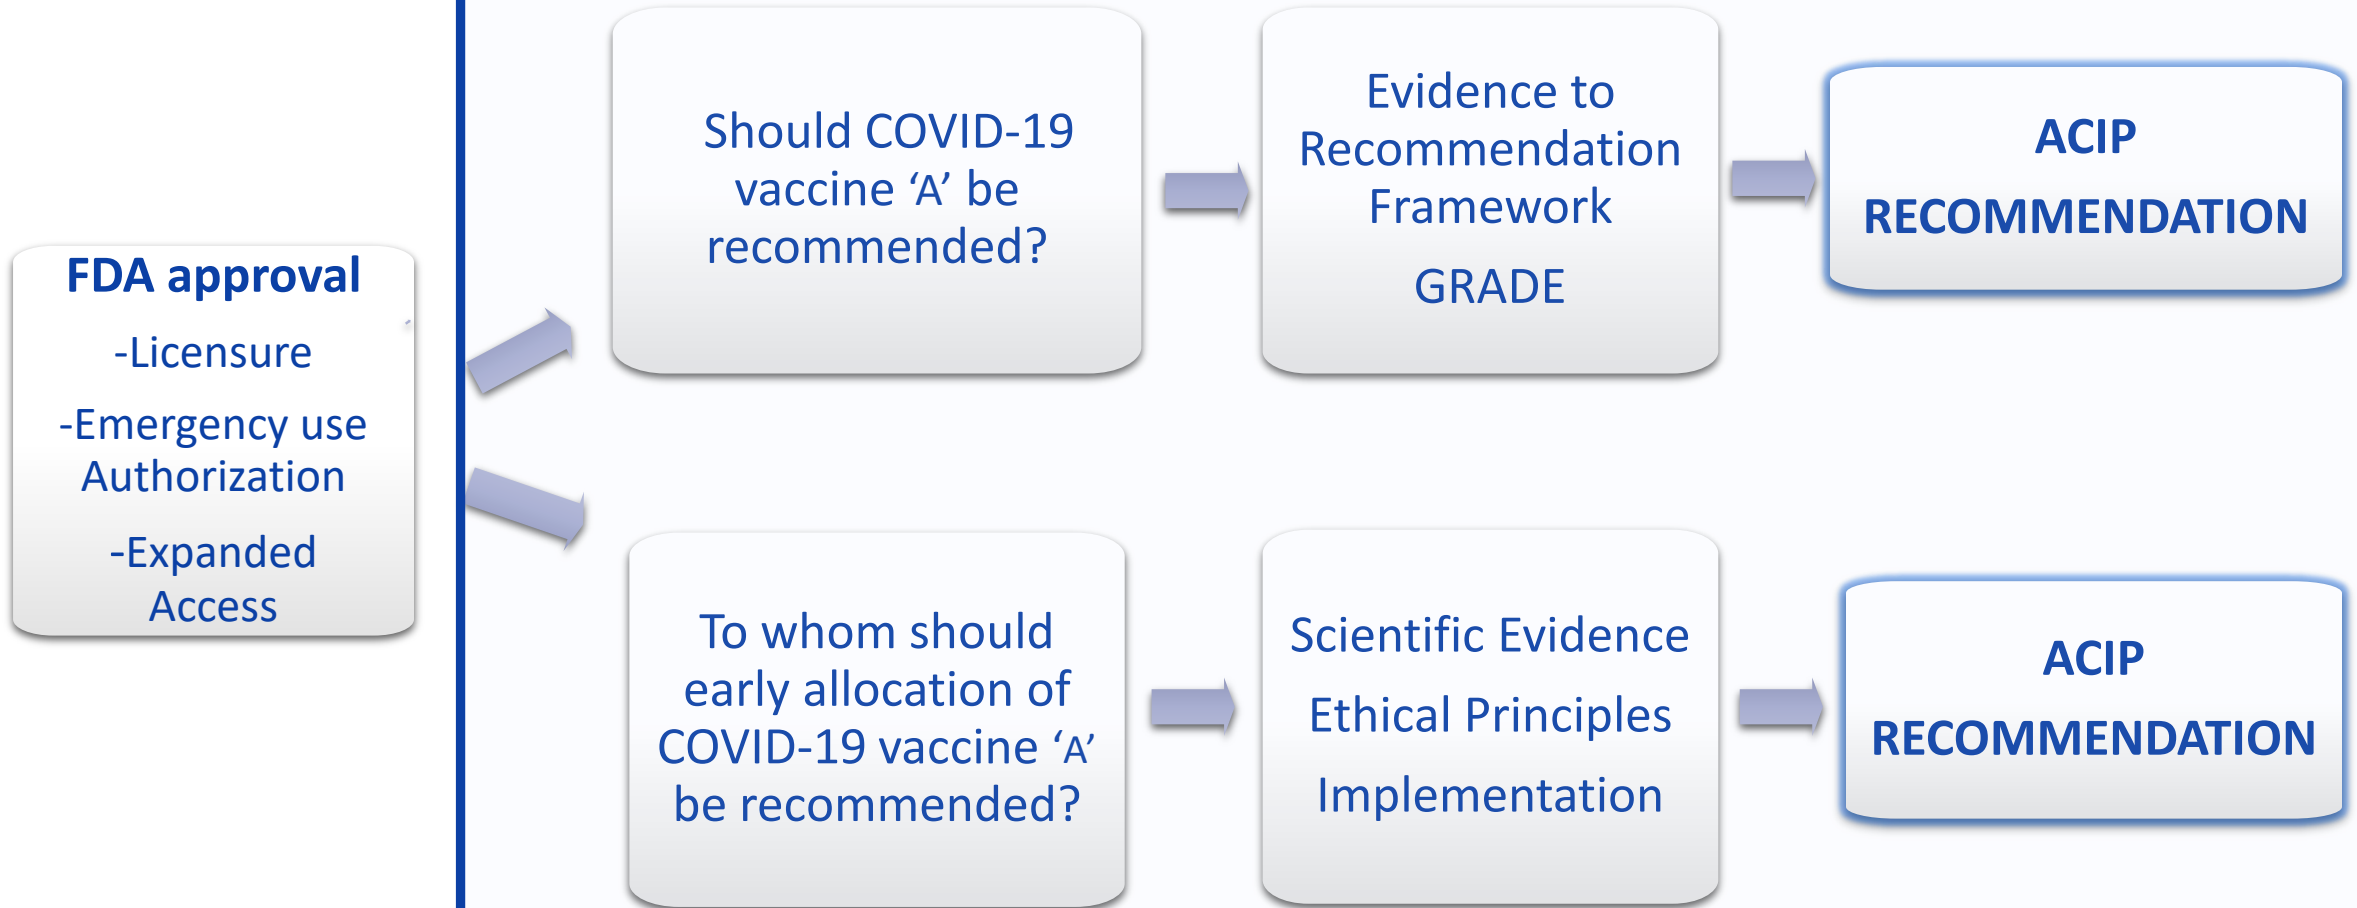 FDA approval
-Licensure
-Emergency use
Authorization
-Expanded
Access
Should COVID-19
vaccine ‘A’ be
recommended?
Evidence to
Recommendation
Framework
GRADE
ACIP
RECOMMENDATION
To whom should
early allocation of
COVID-19 vaccine ‘A’
be recommended?
Scientific Evidence
Ethical Principles
Implementation
ACIP
RECOMMENDATION